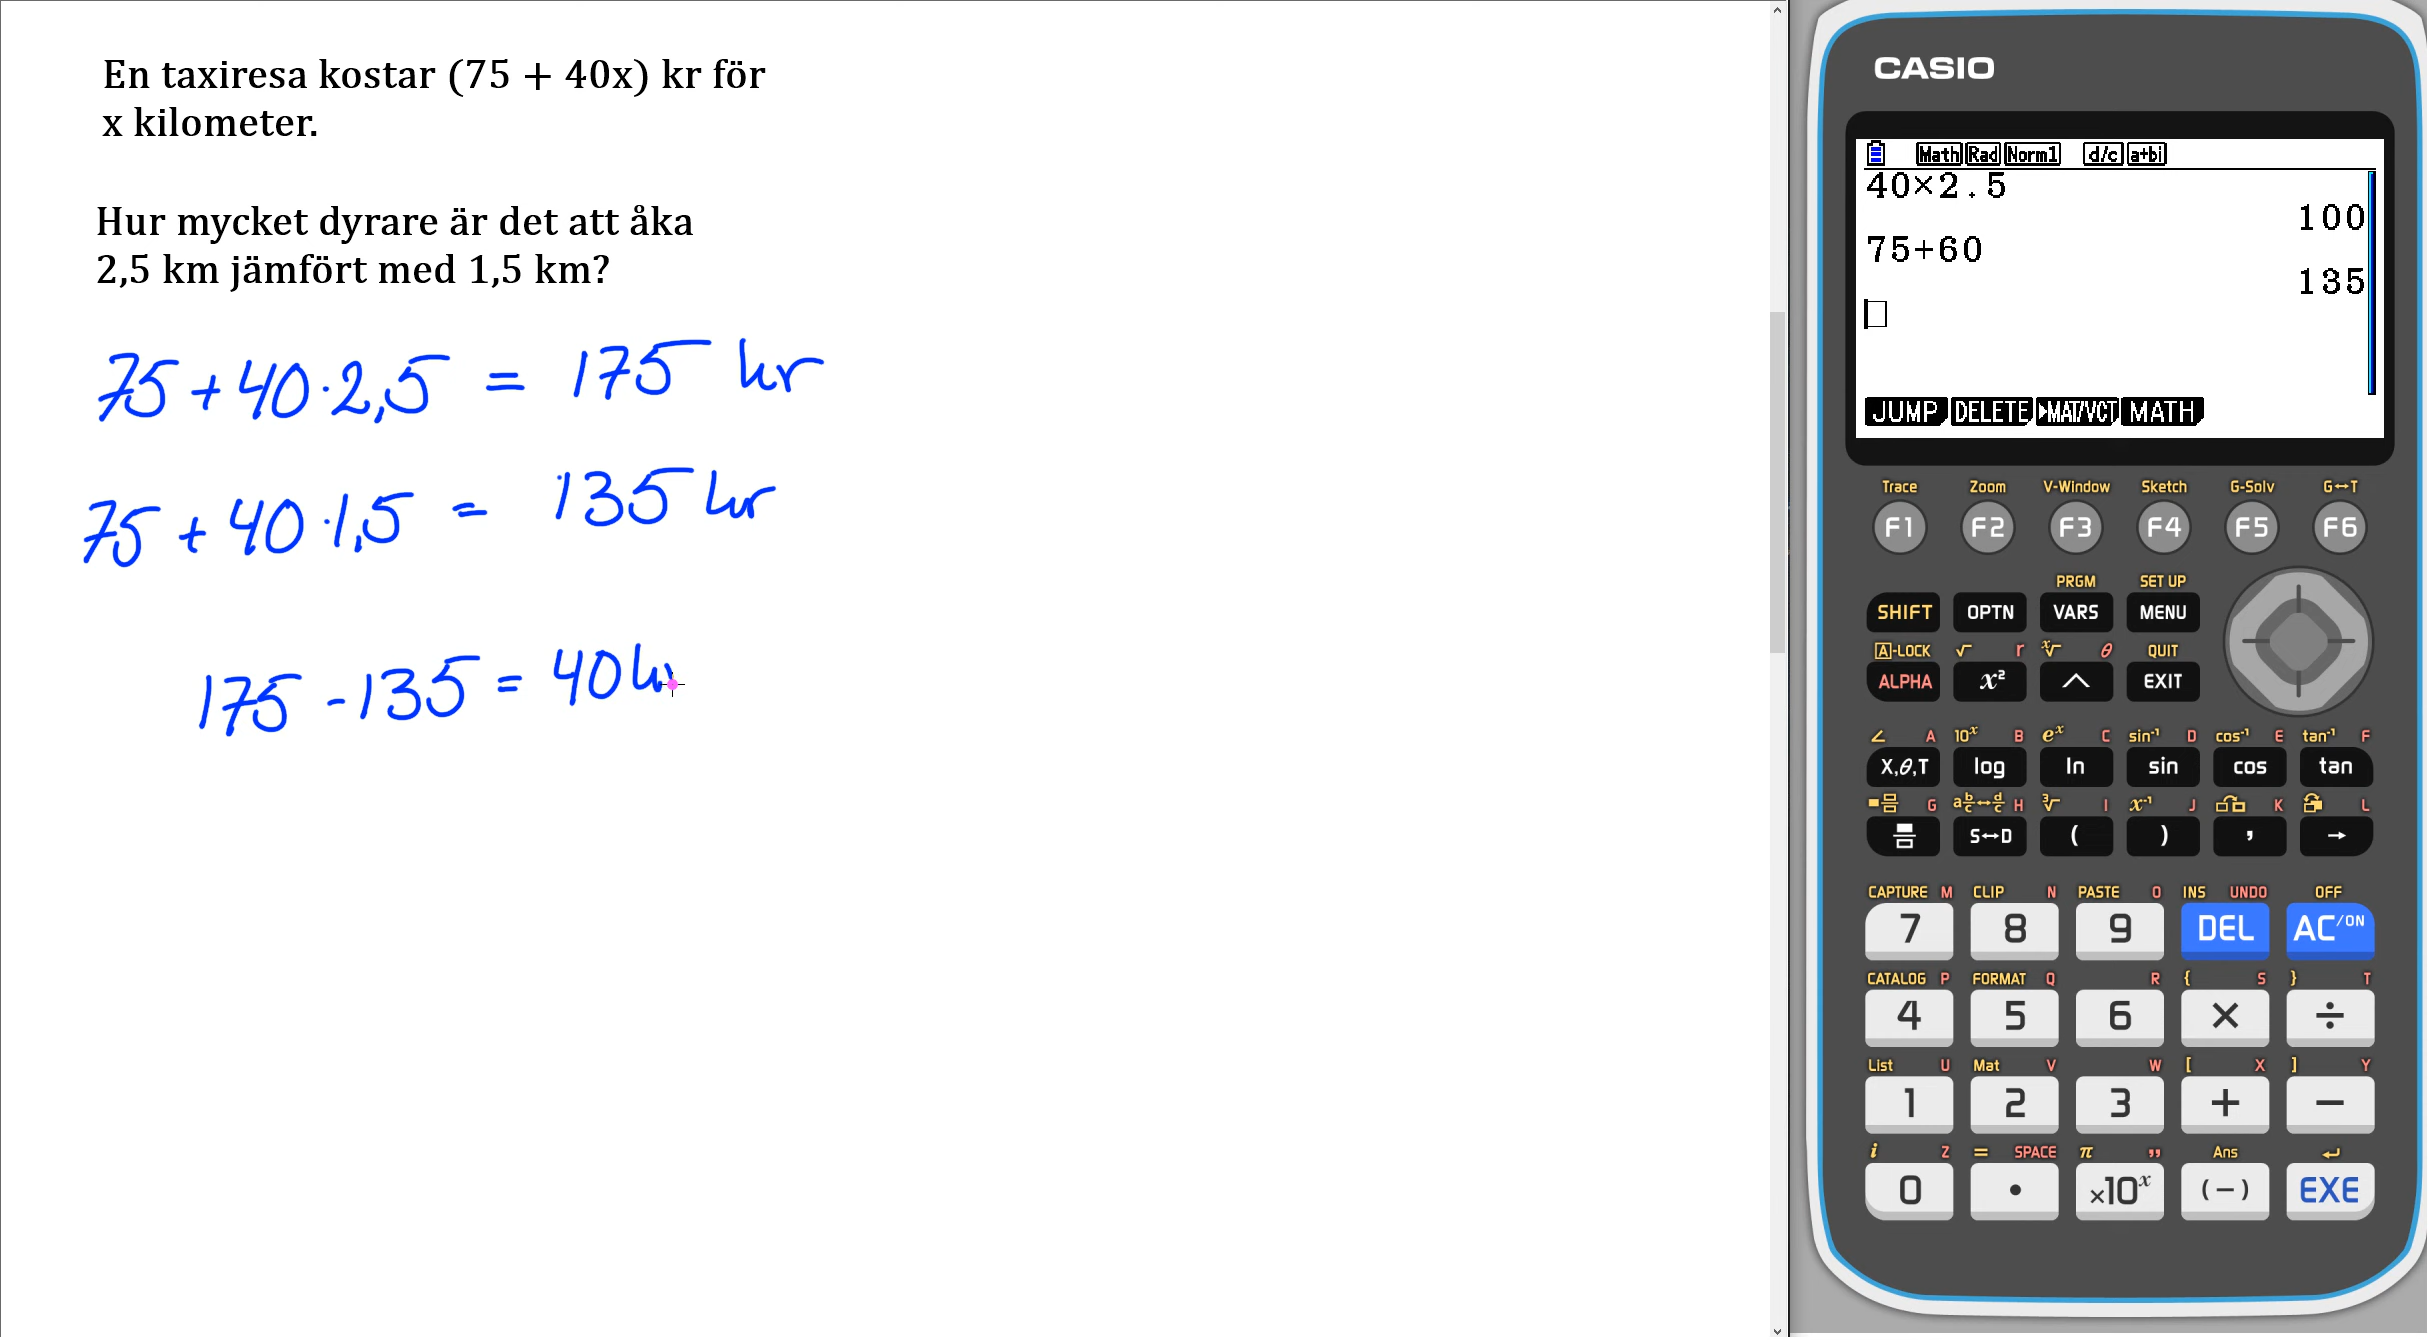 En taxiresa kostar (75 + 40x) kr för
x kilometer.
Hur mycket dyrare är det att åka
2,5 km jämfört med 1,5 km?
75 + 40 · 2,5 = 175 kr
75 + 40 · 1,5 = 135 kr
175 - 135 = 40 kr
CASIO
Math Rad Norm1 d/c a+bi
40×2.5
100
75+60
135
JUMP DELETE ▶MAT/VCT MATH
Trace Zoom V-Window Sketch G-Solv G↔T
F1 F2 F3 F4 F5 F6
PRGM SET UP
SHIFT OPTN VARS MENU
A-LOCK √ r ˣ√ θ QUIT
ALPHA x² ^ EXIT
∠ A 10ˣ B eˣ C sin⁻¹ D cos⁻¹ E tan⁻¹ F
X,θ,T log ln sin cos tan
G a b/c↔d/c H ³√ I x⁻¹ J K L
S↔D ( ) , →
CAPTURE M CLIP N PASTE O INS UNDO OFF
7 8 9 DEL AC/ON
CATALOG P FORMAT Q R { S } T
4 5 6 × ÷
List U Mat V W [ X ] Y
1 2 3 + −
i Z = SPACE π ” Ans ↵
0 • ×10ˣ (−) EXE